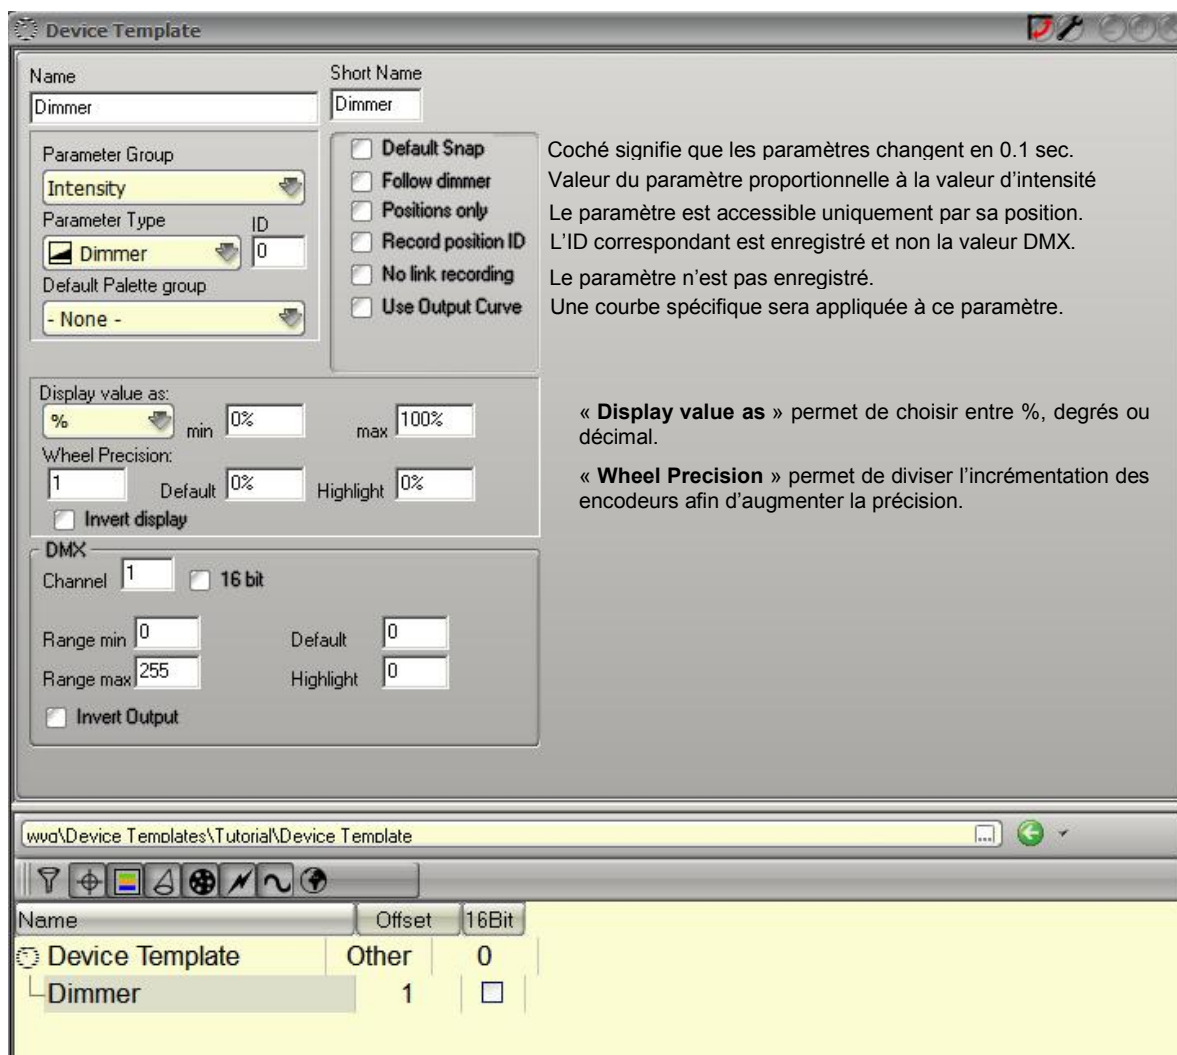 Device Template
Name
Short Name
Dimmer
Dimmer
Parameter Group
Intensity
Parameter Type
ID
Dimmer
0
Default Palette group
- None -
Default Snap
Follow dimmer
Positions only
Record position ID
No link recording
Use Output Curve
Coché signifie que les paramètres changent en 0.1 sec.
Valeur du paramètre proportionnelle à la valeur d'intensité
Le paramètre est accessible uniquement par sa position.
L'ID correspondant est enregistré et non la valeur DMX.
Le paramètre n'est pas enregistré.
Une courbe spécifique sera appliquée à ce paramètre.
Display value as:
% min 0% max 100%
Wheel Precision:
1 Default 0% Highlight 0%
Invert display
« Display value as » permet de choisir entre %, degrés ou
décimal.
« Wheel Precision » permet de diviser l'incrémentation des
encodeurs afin d'augmenter la précision.
DMX
Channel 1 16 bit
Range min 0 Default 0
Range max 255 Highlight 0
Invert Output
wvg\Device Templates\Tutorial\Device Template
...
Name Offset 16Bit
Device Template Other 0
Dimmer 1